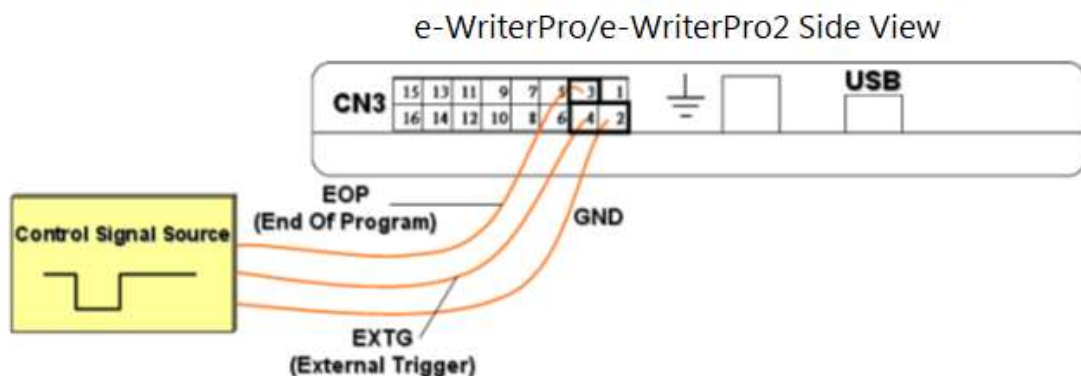 e-WriterPro/e-WriterPro2 Side View
CN3
15 13 11 9 7 5 3 1
16 14 12 10 8 6 4 2
USB
EOP
(End Of Program)
GND
Control Signal Source
EXTG
(External Trigger)